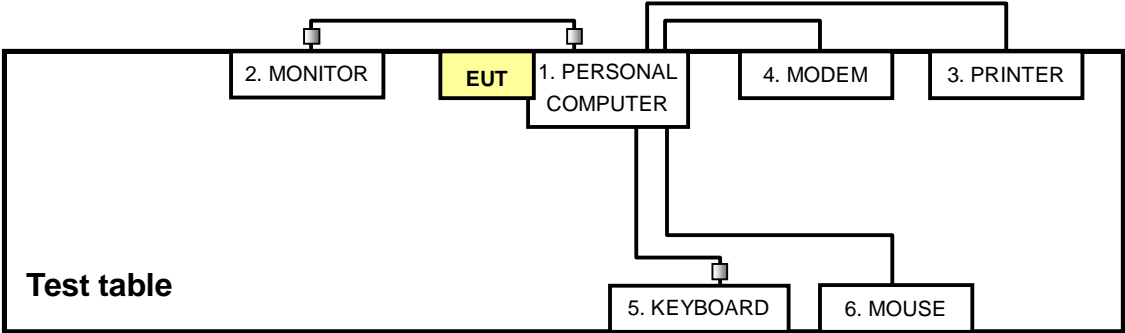 2. MONITOR
EUT
1. PERSONAL
COMPUTER
4. MODEM
3. PRINTER
Test table
5. KEYBOARD
6. MOUSE